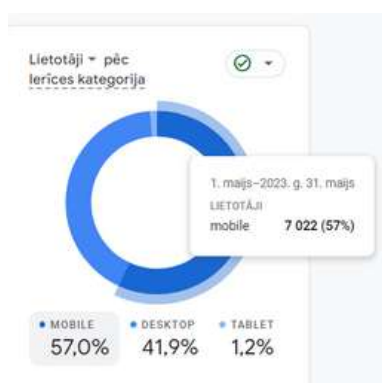 Lietotāji pēc
Ierīces kategorija
1. maijs–2023. g. 31. maijs
LIETOTĀJI
mobile 7 022 (57%)
MOBILE DESKTOP TABLET
57,0% 41,9% 1,2%